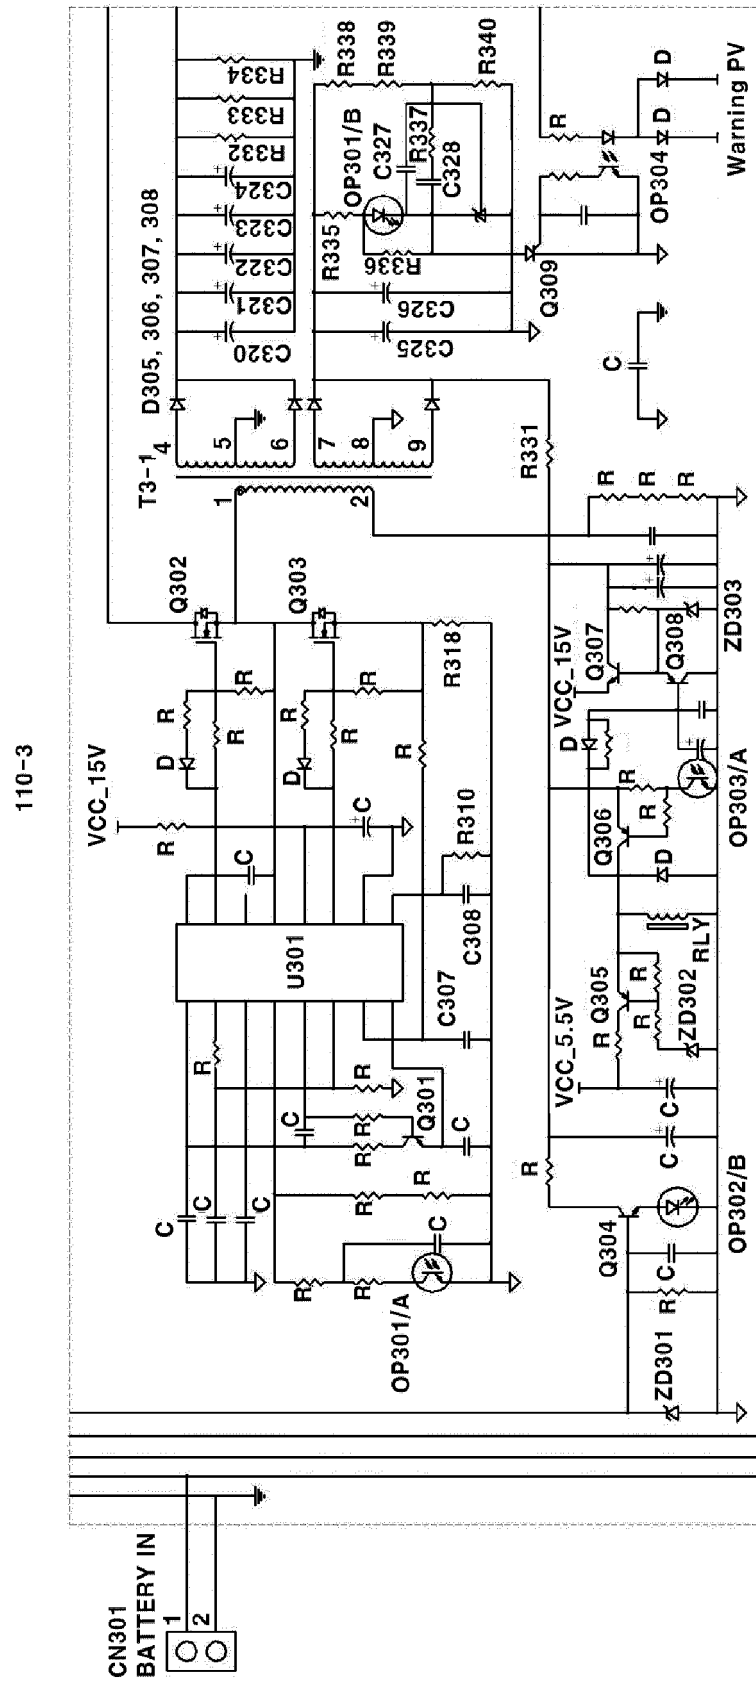 110-3
CN301
BATTERY IN
1
2
VCC_15V
R
C
C
C
R
R
R
OP301/A
C
R
R
C
R
R
Q301
C
R
R
U301
C
C307
C308
R310
C
D
R
R
R
D
R
R
R
R
R318
Q302
Q303
T3-1
1
2
4
5
6
7
8
9
D305, 306, 307, 308
C320
C321
C322
C323
C324
R332
R333
R334
C325
C326
R335
R336
OP301/B
C327
R337
C328
R338
R339
R340
Q309
R
OP304
D
D
Warning PV
C
R331
R
R
R
ZD301
R
C
Q304
OP302/B
R
C
C
VCC_5.5V
R
Q305
R
R
ZD302
RLY
D
Q306
R
R
D
OP303/A
VCC_15V
Q307
Q308
ZD303